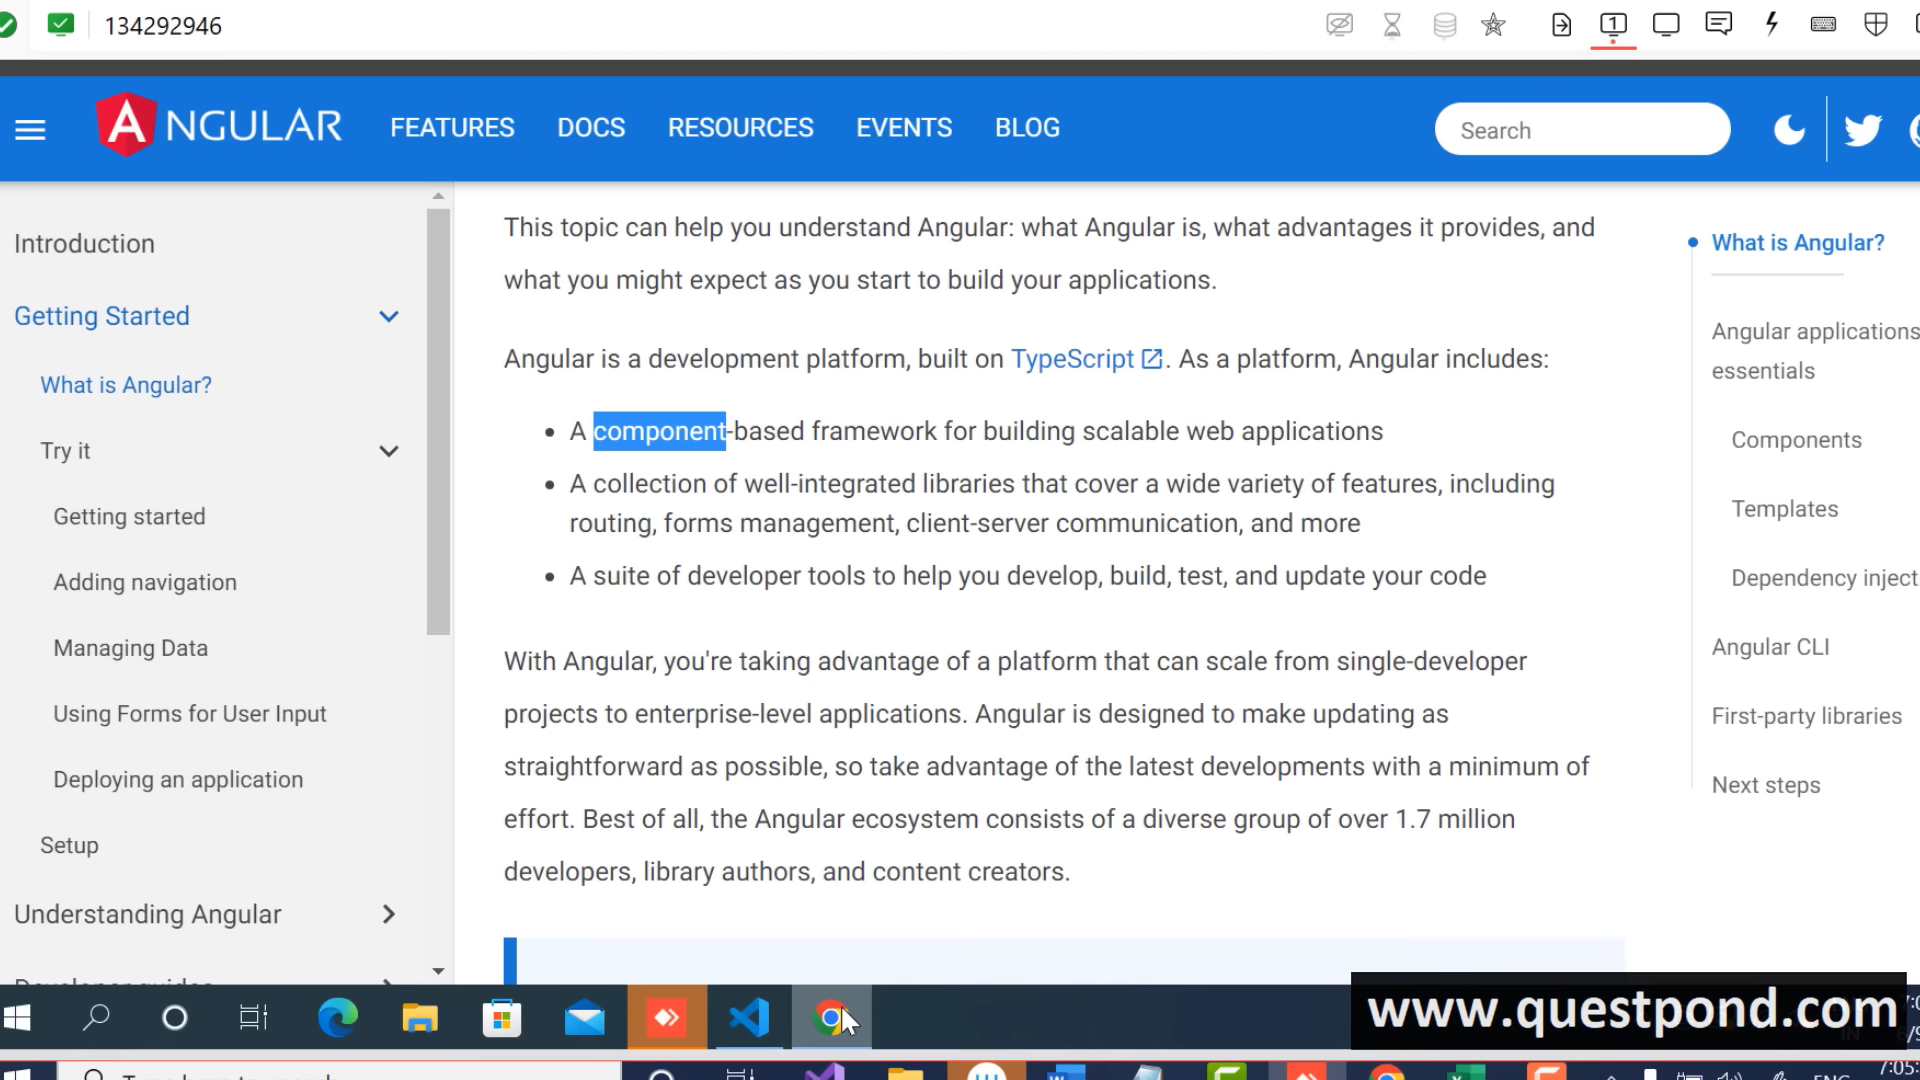 134292946
1
ANGULAR
FEATURES
DOCS
RESOURCES
EVENTS
BLOG
Search
Introduction
Getting Started
What is Angular?
Try it
Getting started
Adding navigation
Managing Data
Using Forms for User Input
Deploying an application
Setup
Understanding Angular
This topic can help you understand Angular: what Angular is, what advantages it provides, and
what you might expect as you start to build your applications.
Angular is a development platform, built on TypeScript. As a platform, Angular includes:
• A component-based framework for building scalable web applications
• A collection of well-integrated libraries that cover a wide variety of features, including
routing, forms management, client-server communication, and more
• A suite of developer tools to help you develop, build, test, and update your code
With Angular, you're taking advantage of a platform that can scale from single-developer
projects to enterprise-level applications. Angular is designed to make updating as
straightforward as possible, so take advantage of the latest developments with a minimum of
effort. Best of all, the Angular ecosystem consists of a diverse group of over 1.7 million
developers, library authors, and content creators.
What is Angular?
Angular applications
essentials
Components
Templates
Dependency inject
Angular CLI
First-party libraries
Next steps
www.questpond.com
7:05